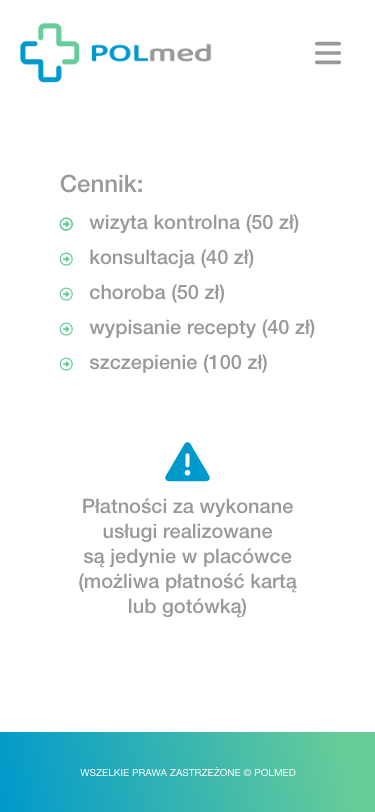 POLmed
Cennik:
wizyta kontrolna (50 zł)
konsultacja (40 zł)
choroba (50 zł)
wypisanie recepty (40 zł)
szczepienie (100 zł)
Płatności za wykonane
usługi realizowane
są jedynie w placówce
(możliwa płatność kartą
lub gotówką)
WSZELKIE PRAWA ZASTRZEŻONE © POLMED